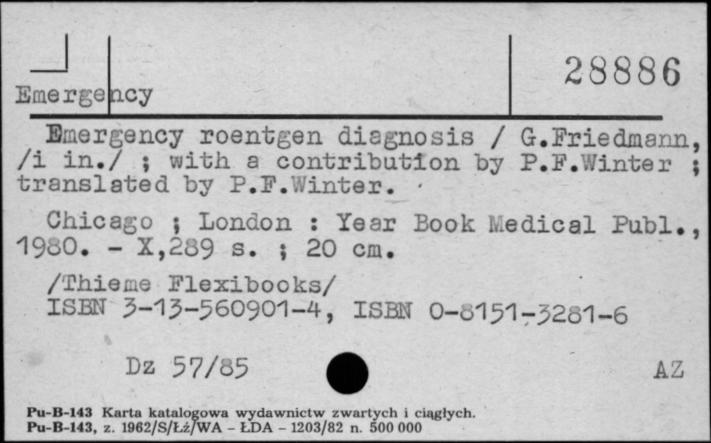 28886
Emergency
Emergency roentgen diagnosis / G.Friedmann,
/i in./ ; with a contribution by P.F.Winter ;
translated by P.F.Winter.
Chicago ; London : Year Book Medical Publ.,
1980. - X,289 s. ; 20 cm.
/Thieme Flexibooks/
ISBN 3-13-560901-4, ISBN 0-8151-3281-6
Dz 57/85 AZ
Pu-B-143 Karta katalogowa wydawnictw zwartych i ciągłych.
Pu-B-143, z. 1962/S/Łż/WA - ŁDA - 1203/82 n. 500 000